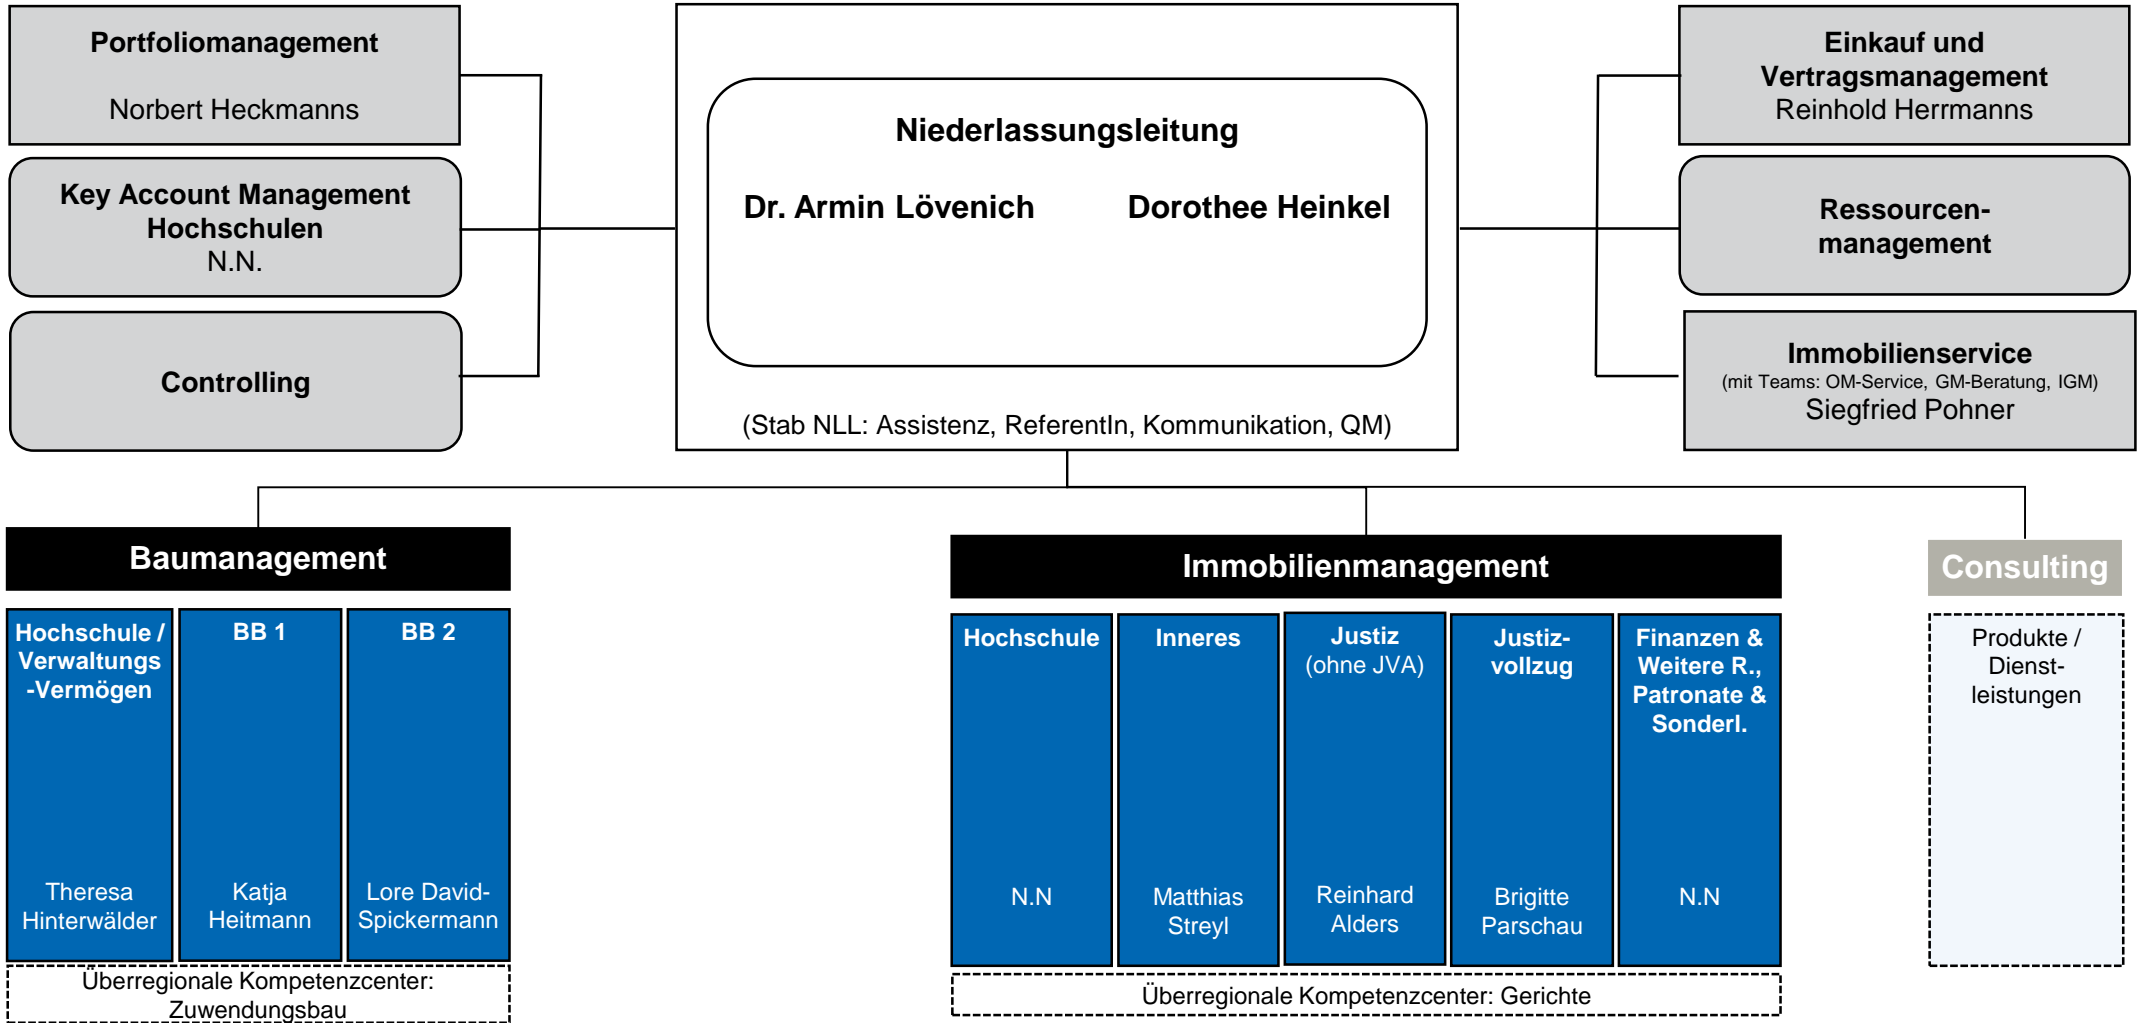 Portfoliomanagement
Norbert Heckmanns
Key Account Management
Hochschulen
N.N.
Controlling
Niederlassungsleitung
Dr. Armin Lövenich
Dorothee Heinkel
(Stab NLL: Assistenz, ReferentIn, Kommunikation, QM)
Einkauf und
Vertragsmanagement
Reinhold Herrmanns
Ressourcen-
management
Immobilienservice
(mit Teams: OM-Service, GM-Beratung, IGM)
Siegfried Pohner
Baumanagement
Hochschule /
Verwaltungs
-Vermögen
Theresa
Hinterwälder
BB 1
Katja
Heitmann
BB 2
Lore David-
Spickermann
Überregionale Kompetenzcenter:
Zuwendungsbau
Immobilienmanagement
Hochschule
N.N
Inneres
Matthias
Streyl
Justiz
(ohne JVA)
Reinhard
Alders
Justiz-
vollzug
Brigitte
Parschau
Finanzen &
Weitere R.,
Patronate &
Sonderl.
N.N
Überregionale Kompetenzcenter: Gerichte
Consulting
Produkte /
Dienst-
leistungen